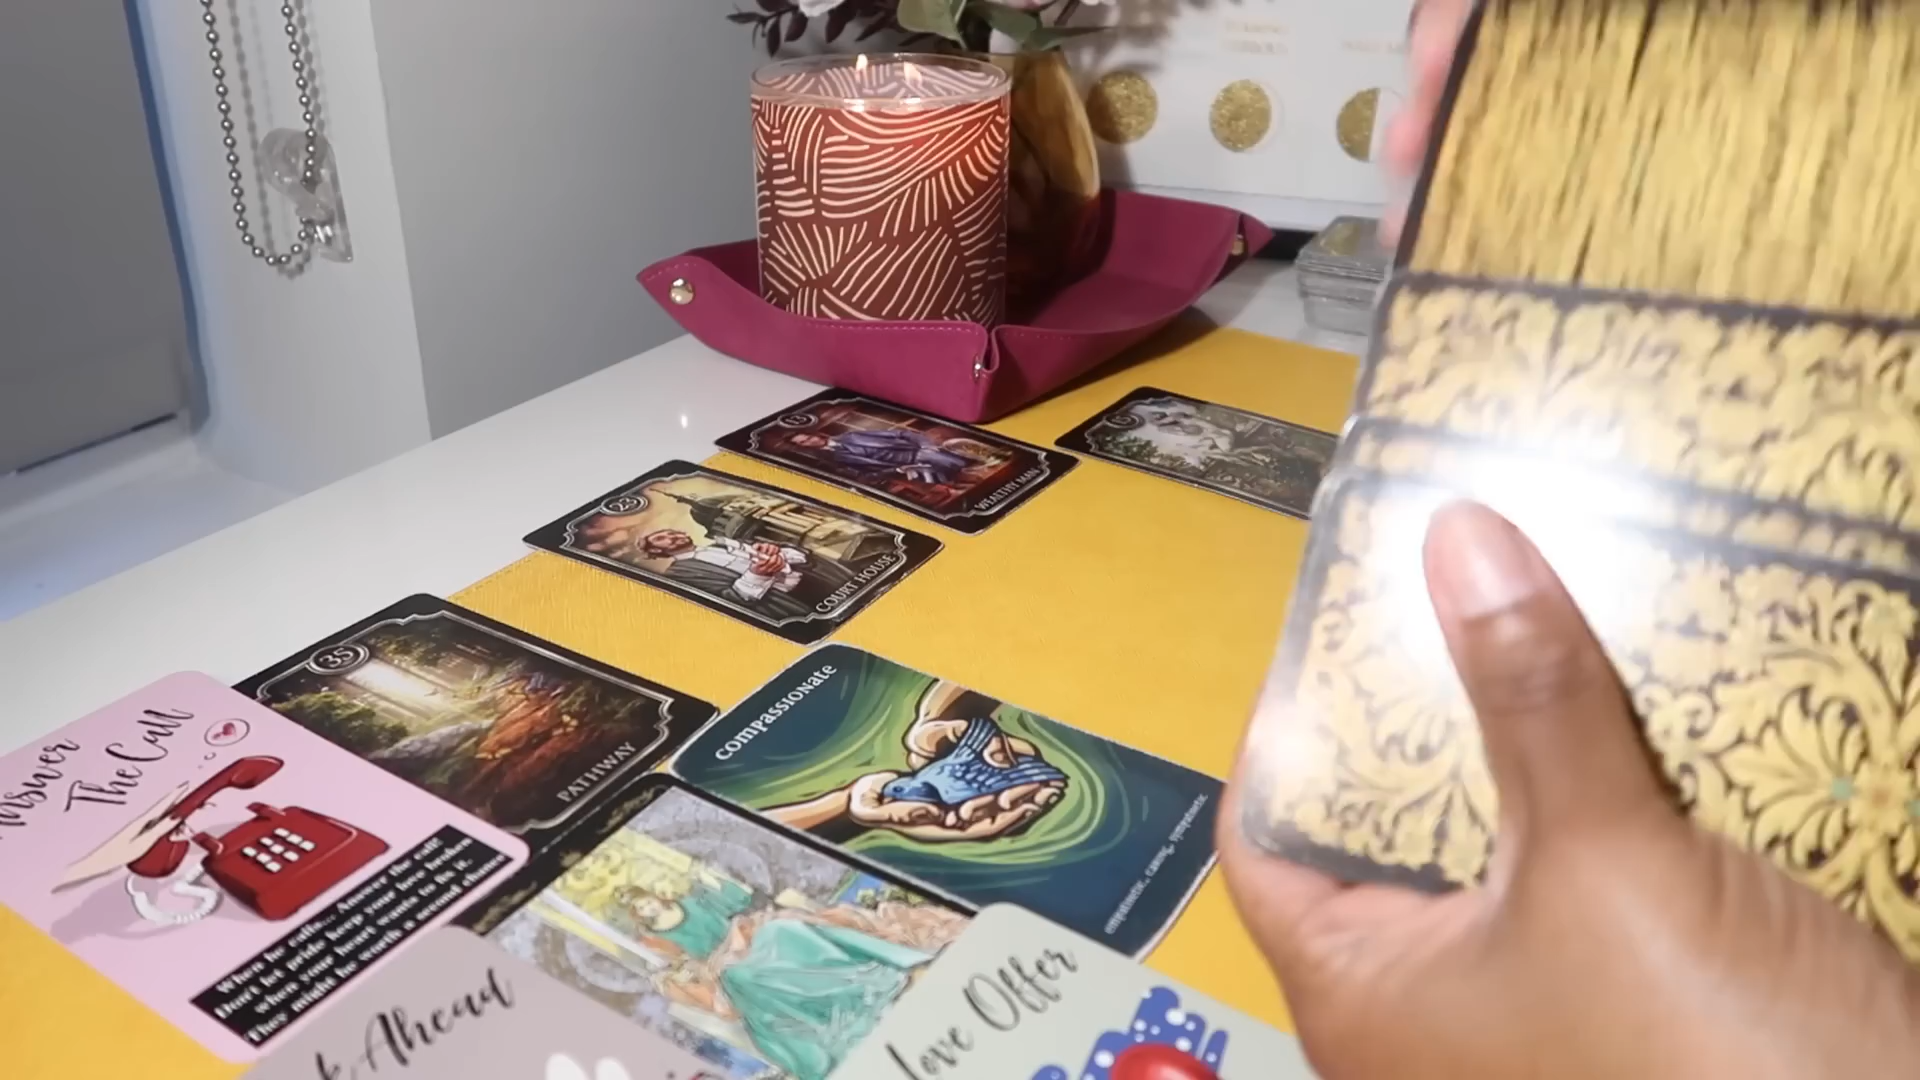 13
WEALTHY MAN
23
COURT HOUSE
35
PATHWAY
compassionate
empathetic, caring, sympathetic
Answer
The Call
When he calls... Answer the call!
Don't let pride keep your love broken
when your heart wants to fix it.
They might be worth a second chance
Ahead
Love Offer